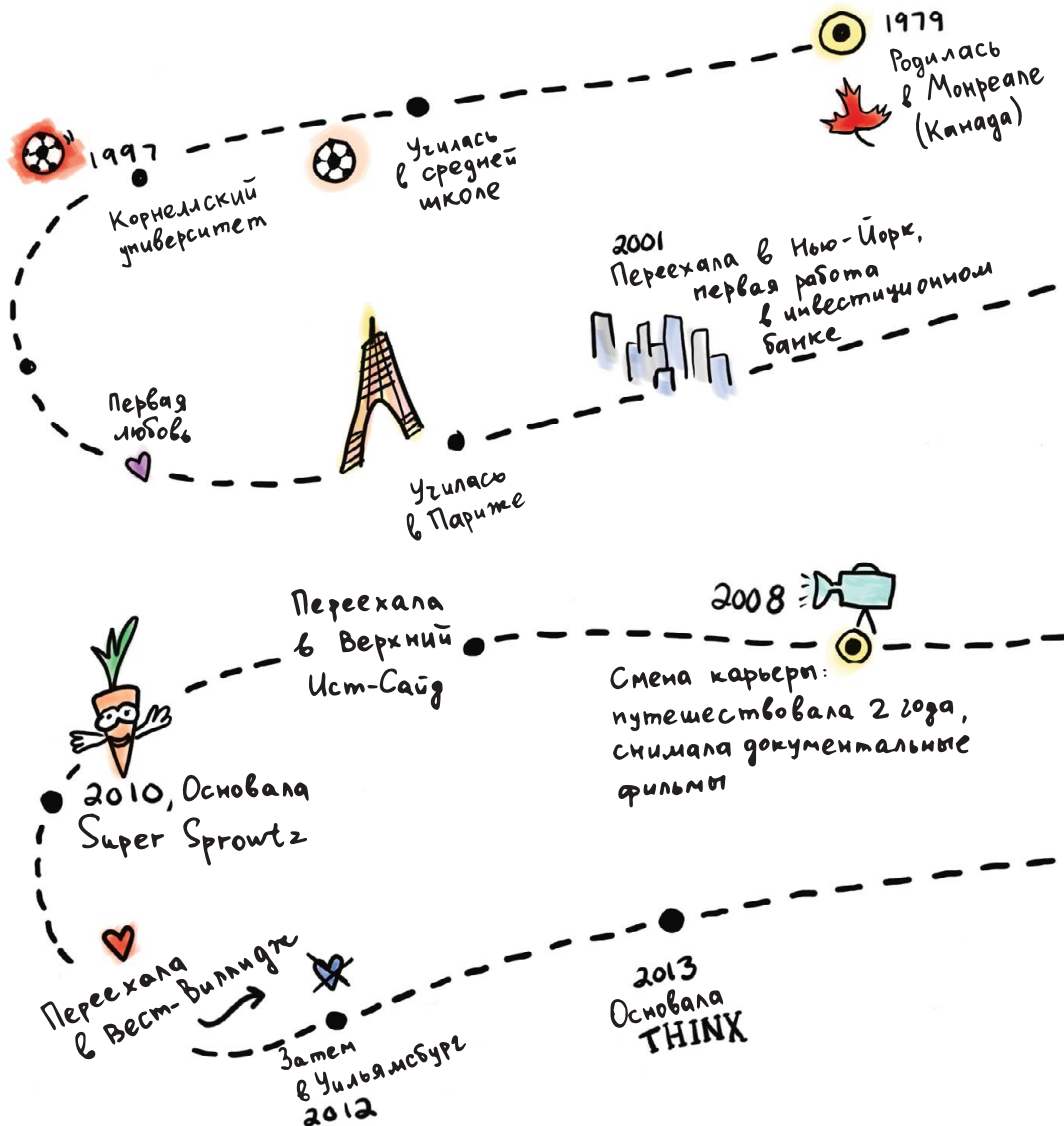 1979
Родилась
в Монреале
(Канада)
Училась
в средней
школе
1997
Корнеллский
университет
Первая
любовь
Училась
в Париже
2001
Переехала в Нью-Йорк,
первая работа
в инвестиционном
банке
2008
Смена карьеры:
путешествовала 2 года,
снимала документальные
фильмы
Переехала
в Верхний
Ист-Сайд
2010, Основала
Super Sprowtz
Переехала
в Вест-Виллидж
Затем
в Уильямсбург
2012
2013
Основала
THINX